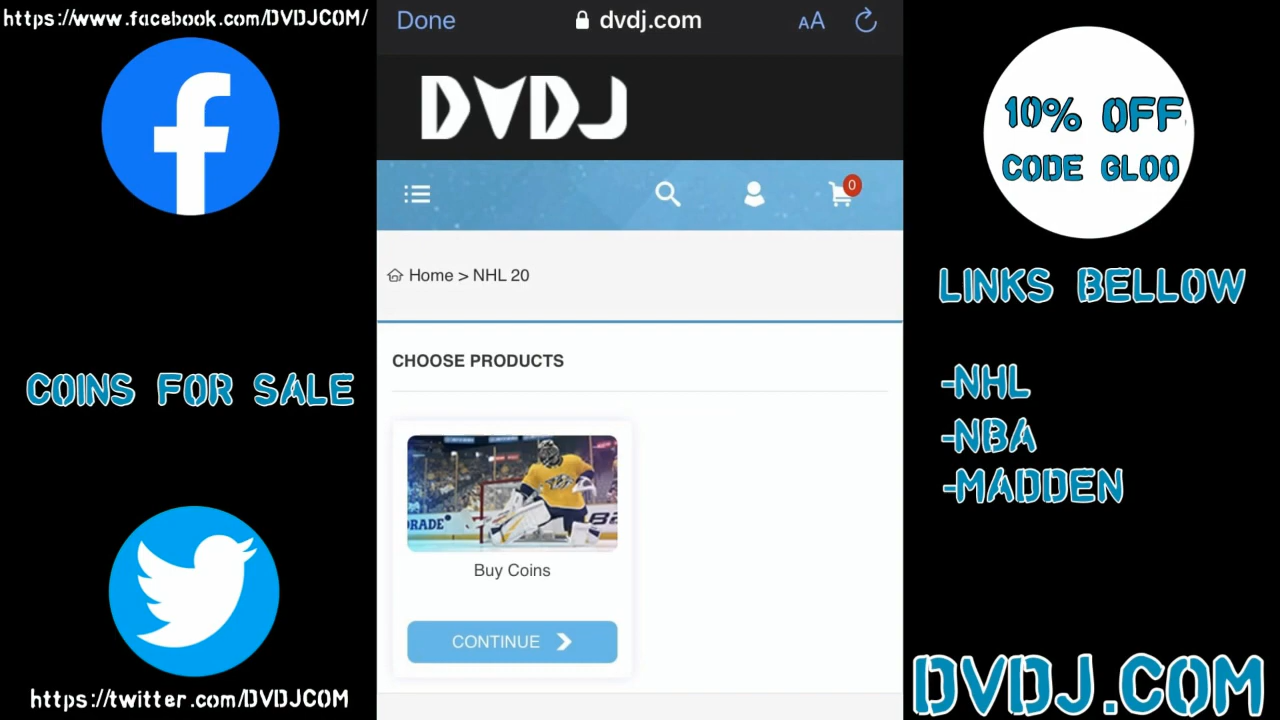 https://www.facebook.com/DVDJCOM/
COINS FOR SALE
https://twitter.com/DVDJCOM
Done
dvdj.com
AA
DVDJ
0
Home > NHL 20
CHOOSE PRODUCTS
Buy Coins
CONTINUE
10% OFF
CODE GLOO
LINKS BELLOW
-NHL
-NBA
-MADDEN
DVDJ.COM